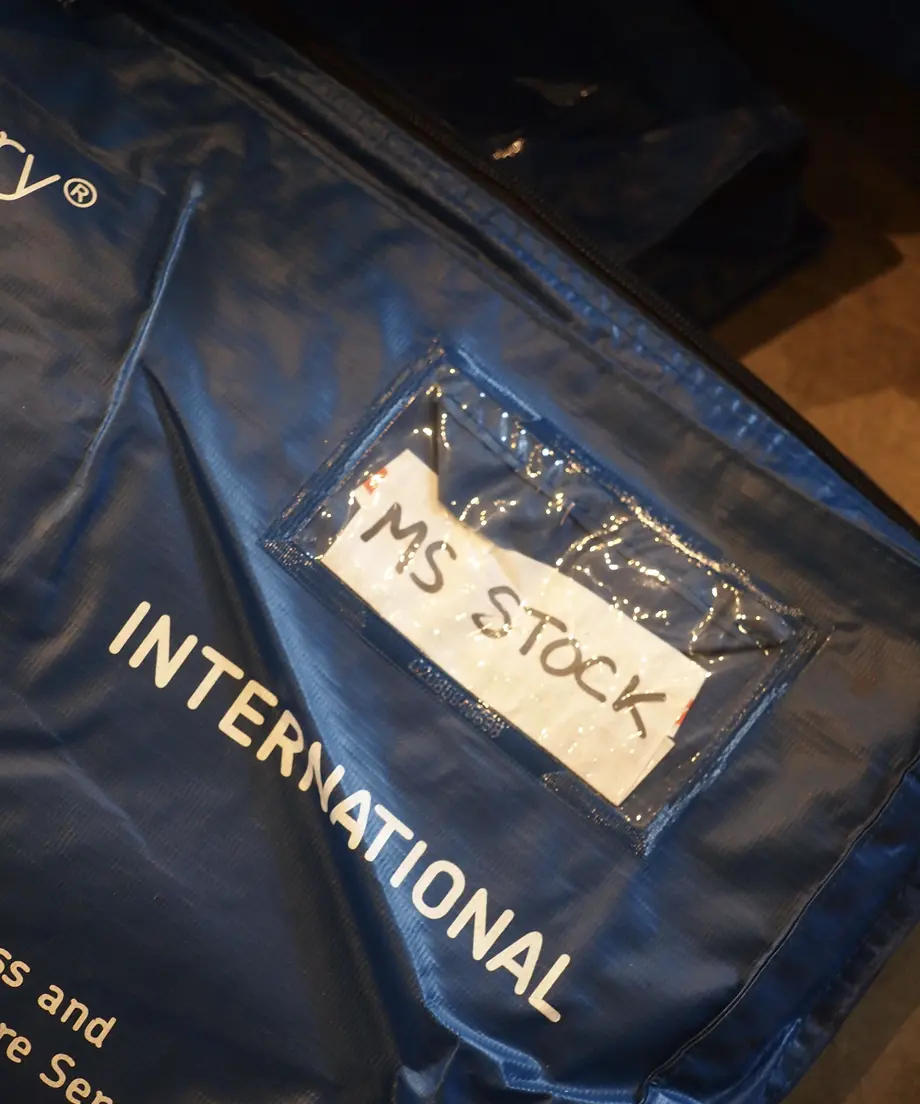 ry®
MS STOCK
INTERNATIONAL
ss and
re Ser